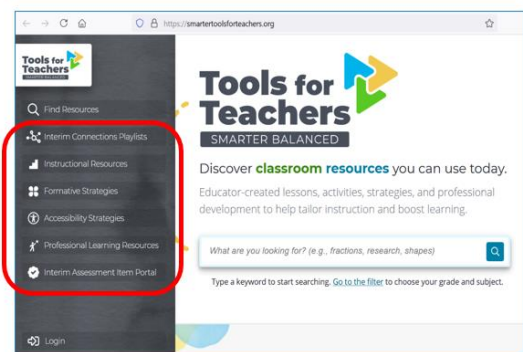 https://smartertoolsforteachers.org
Tools for
Teachers
SMARTER BALANCED
Find Resources
Interim Connections Playlists
Instructional Resources
Formative Strategies
Accessibility Strategies
Professional Learning Resources
Interim Assessment Item Portal
Login
Tools for
Teachers
SMARTER BALANCED
Discover classroom resources you can use today.
Educator-created lessons, activities, strategies, and professional
development to help tailor instruction and boost learning.
What are you looking for? (e.g., fractions, research, shapes)
Type a keyword to start searching. Go to the filter to choose your grade and subject.